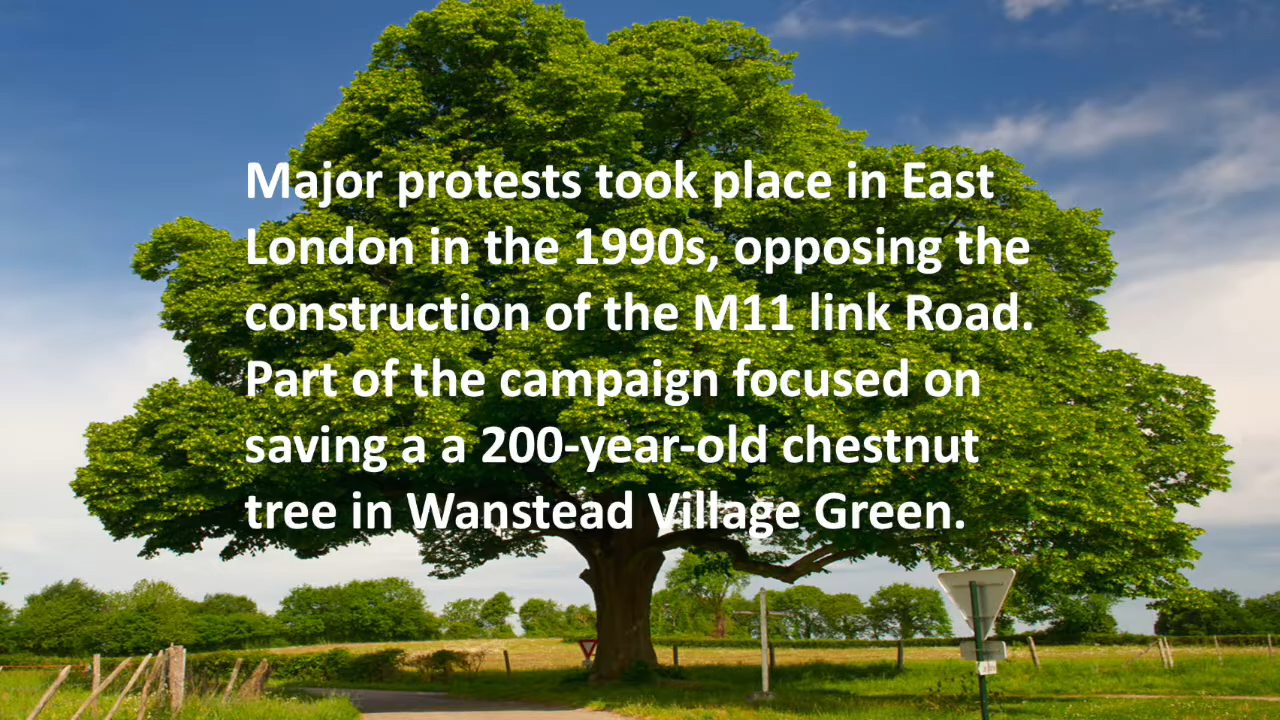 Major protests took place in East
London in the 1990s, opposing the
construction of the M11 link Road.
Part of the campaign focused on
saving a a 200-year-old chestnut
tree in Wanstead Village Green.